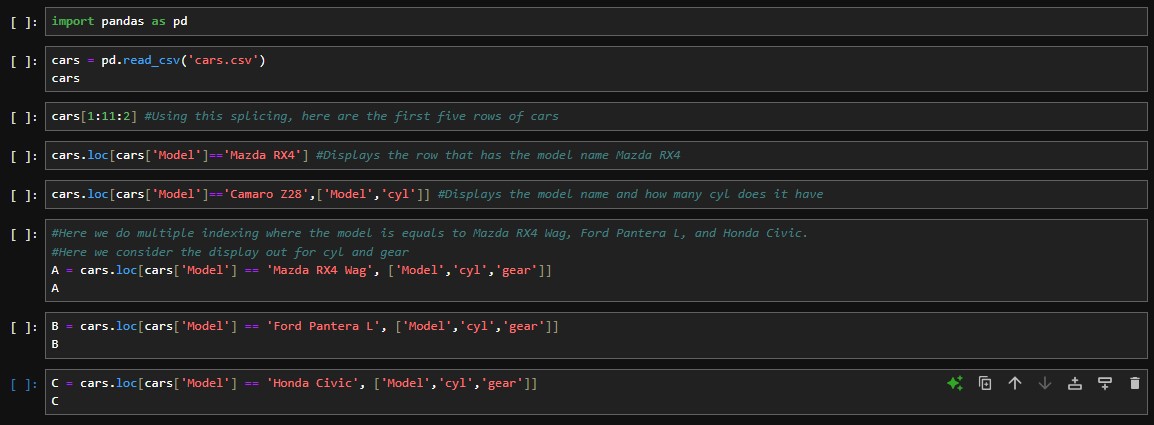 [ ]: import pandas as pd
[ ]: cars = pd.read_csv('cars.csv')
cars
[ ]: cars[1:11:2] #Using this splicing, here are the first five rows of cars
[ ]: cars.loc[cars['Model']=='Mazda RX4'] #Displays the row that has the model name Mazda RX4
[ ]: cars.loc[cars['Model']=='Camaro Z28',['Model','cyl']] #Displays the model name and how many cyl does it have
[ ]: #Here we do multiple indexing where the model is equals to Mazda RX4 Wag, Ford Pantera L, and Honda Civic.
#Here we consider the display out for cyl and gear
A = cars.loc[cars['Model'] == 'Mazda RX4 Wag', ['Model','cyl','gear']]
A
[ ]: B = cars.loc[cars['Model'] == 'Ford Pantera L', ['Model','cyl','gear']]
B
[ ]: C = cars.loc[cars['Model'] == 'Honda Civic', ['Model','cyl','gear']]
C